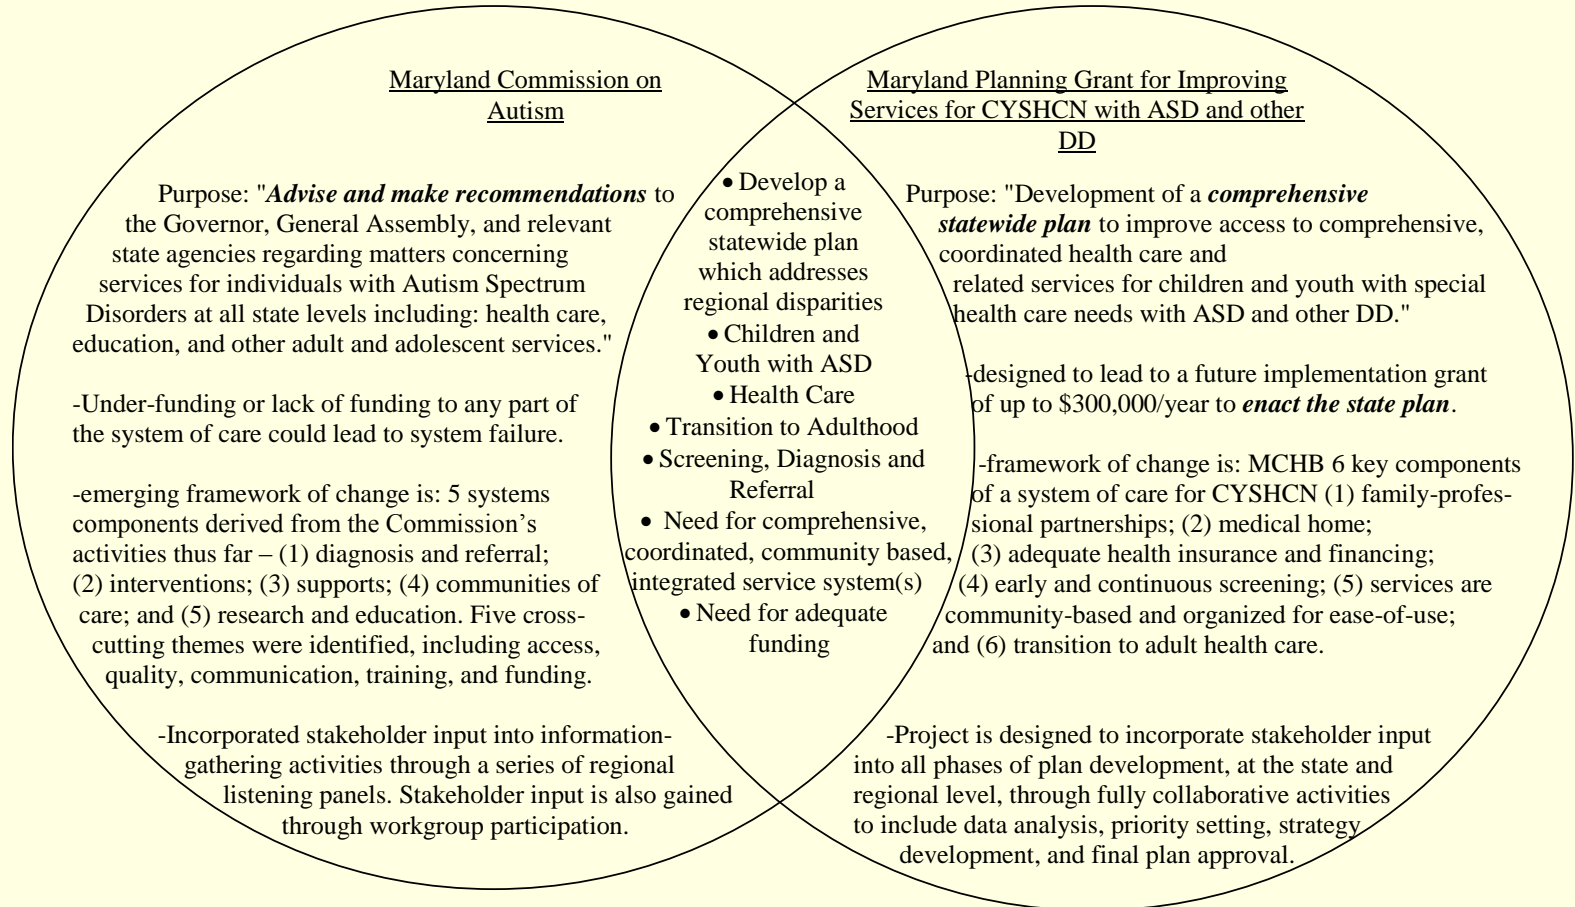 Maryland Commission on
Autism
Purpose: "Advise and make recommendations to
the Governor, General Assembly, and relevant
state agencies regarding matters concerning
services for individuals with Autism Spectrum
Disorders at all state levels including: health care,
education, and other adult and adolescent services."
-Under-funding or lack of funding to any part of
the system of care could lead to system failure.
-emerging framework of change is: 5 systems
components derived from the Commission’s
activities thus far – (1) diagnosis and referral;
(2) interventions; (3) supports; (4) communities of
care; and (5) research and education. Five cross-
cutting themes were identified, including access,
quality, communication, training, and funding.
-Incorporated stakeholder input into information-
gathering activities through a series of regional
listening panels. Stakeholder input is also gained
through workgroup participation.
• Develop a
comprehensive
statewide plan
which addresses
regional disparities
• Children and
Youth with ASD
• Health Care
• Transition to Adulthood
• Screening, Diagnosis and
Referral
• Need for comprehensive,
coordinated, community based,
integrated service system(s)
• Need for adequate
funding
Maryland Planning Grant for Improving
Services for CYSHCN with ASD and other
DD
Purpose: "Development of a comprehensive
statewide plan to improve access to comprehensive,
coordinated health care and
related services for children and youth with special
health care needs with ASD and other DD."
-designed to lead to a future implementation grant
of up to $300,000/year to enact the state plan.
-framework of change is: MCHB 6 key components
of a system of care for CYSHCN (1) family-profes-
sional partnerships; (2) medical home;
(3) adequate health insurance and financing;
(4) early and continuous screening; (5) services are
community-based and organized for ease-of-use;
and (6) transition to adult health care.
-Project is designed to incorporate stakeholder input
into all phases of plan development, at the state and
regional level, through fully collaborative activities
to include data analysis, priority setting, strategy
development, and final plan approval.